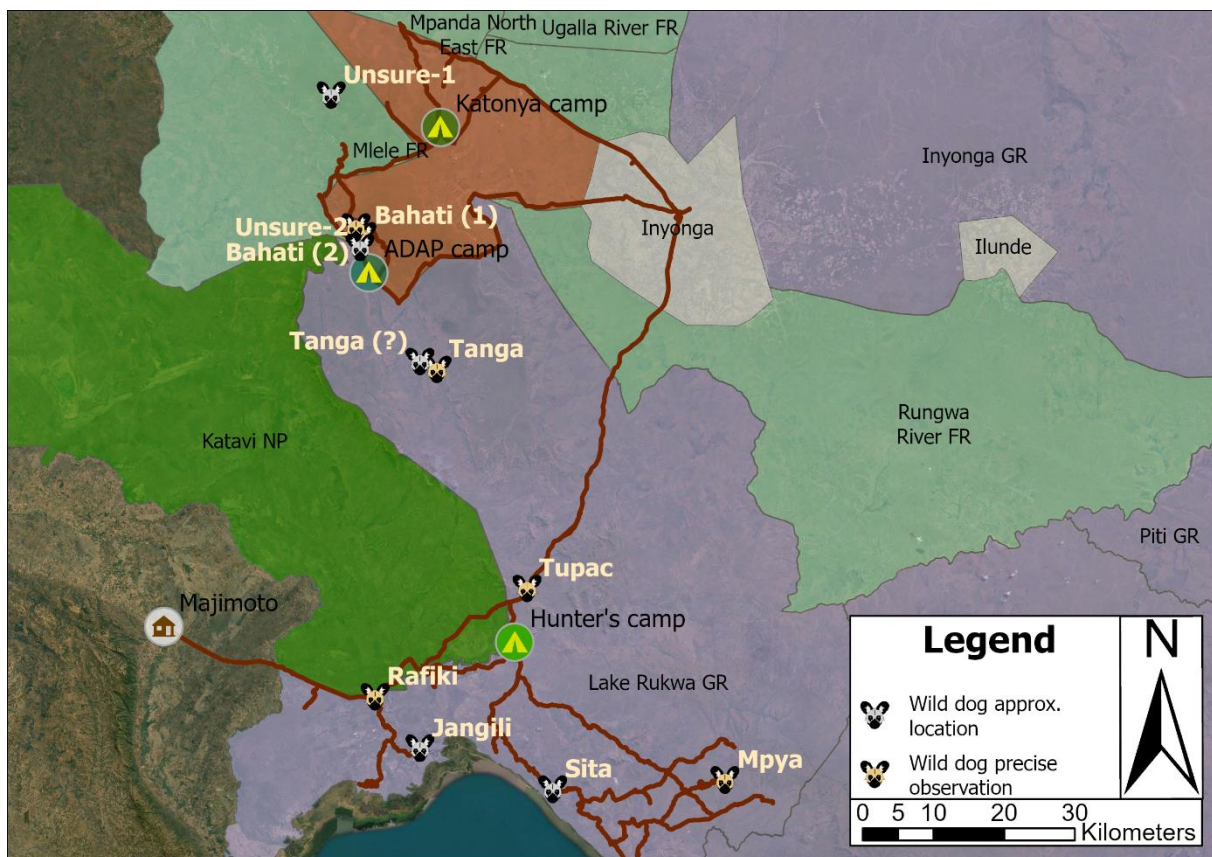 Mpanda North
East FR
Ugalla River FR
Unsure-1
Katonya camp
Mlele FR
Inyonga GR
Bahati (1)
Unsure-2
Bahati (2)
ADAP camp
Inyonga
Ilunde
Tanga (?)
Tanga
Katavi NP
Rungwa
River FR
Piti GR
Tupac
Majimoto
Hunter's camp
Rafiki
Lake Rukwa GR
Jangili
Sita
Mpya
Legend
N
Wild dog approx.
location
Wild dog precise
observation
0 5 10 20 30
Kilometers